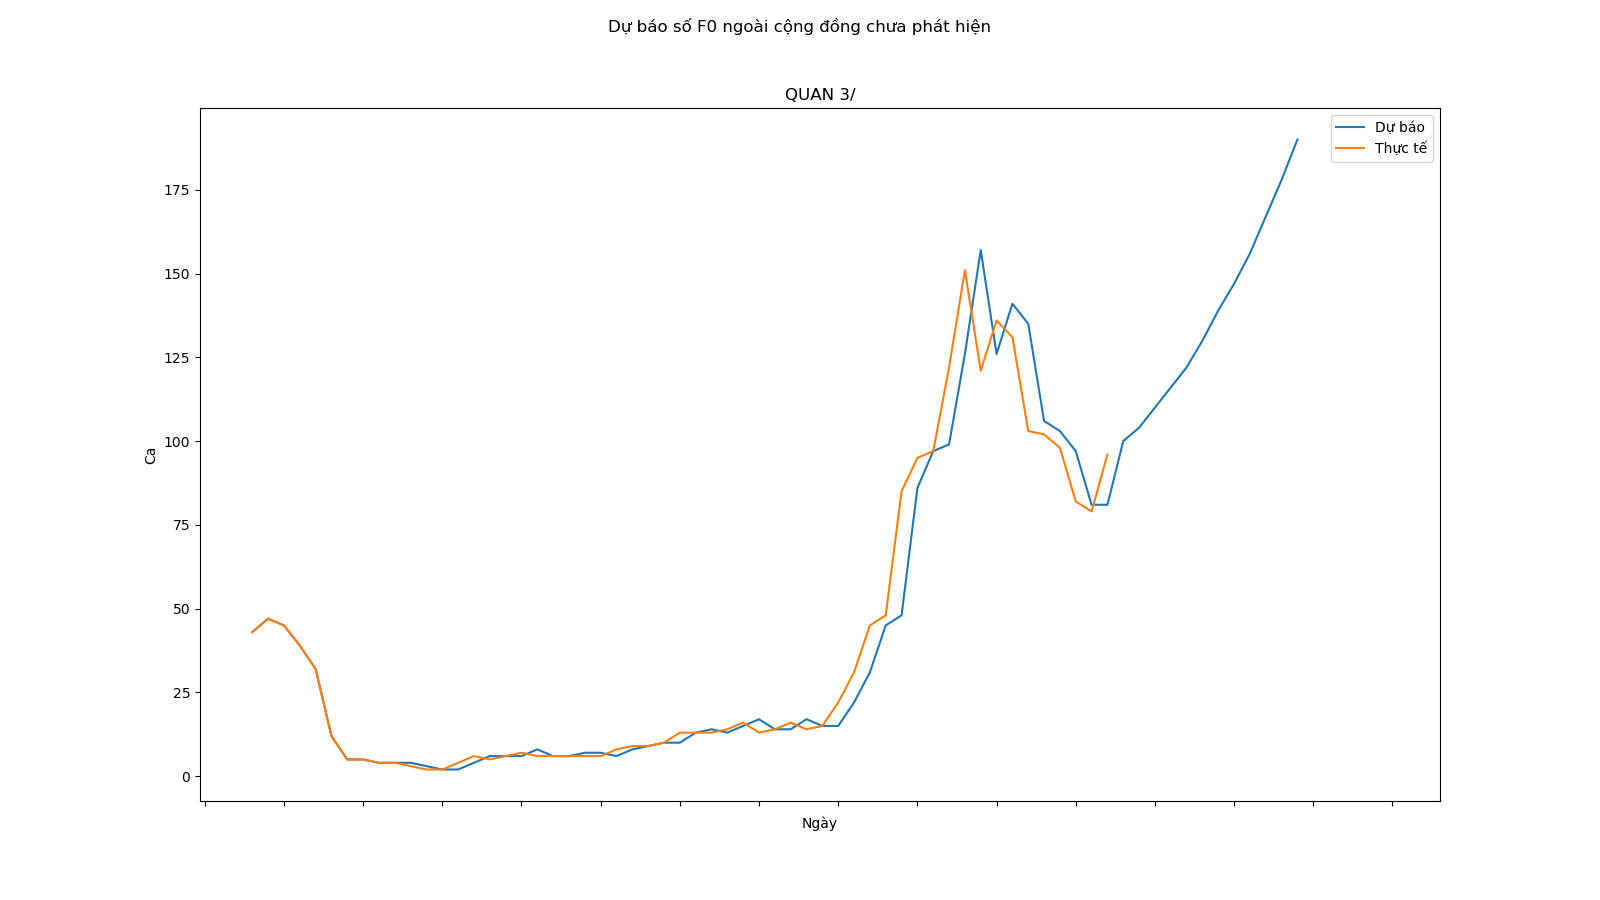 Dự báo số F0 ngoài cộng đồng chưa phát hiện
QUAN 3/
Dự báo
Thực tế
175
150
125
100
75
50
25
0
Ca
Ngày